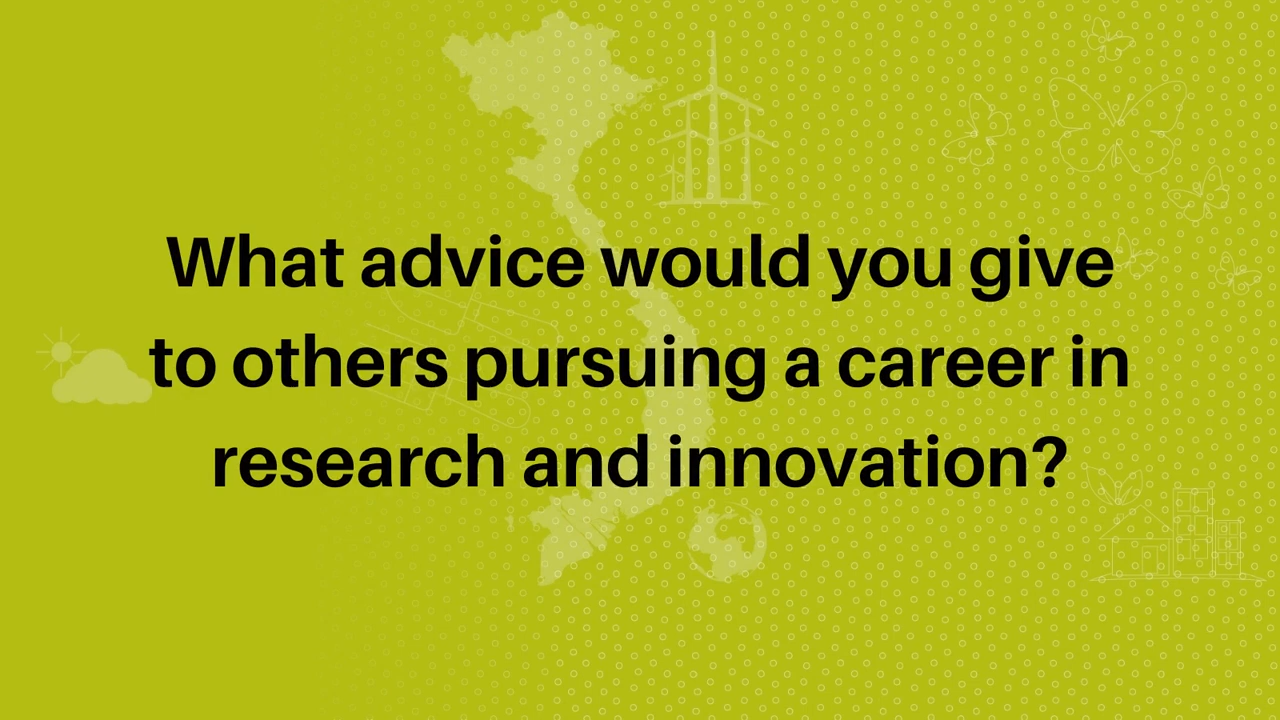 What advice would you give
to others pursuing a career in
research and innovation?